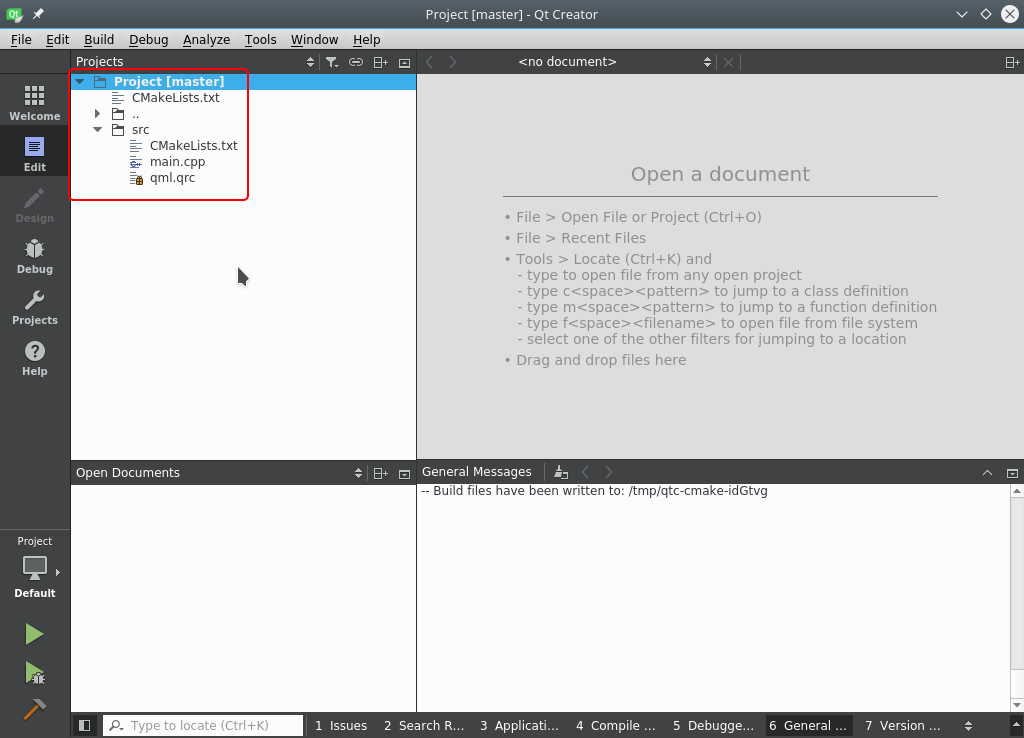 Project [master] - Qt Creator
File Edit Build Debug Analyze Tools Window Help
Projects
<no document>
Project [master]
CMakeLists.txt
..
src
CMakeLists.txt
main.cpp
qml.qrc
Welcome
Edit
Design
Debug
Projects
Help
Open a document
• File > Open File or Project (Ctrl+O)
• File > Recent Files
• Tools > Locate (Ctrl+K) and
- type to open file from any open project
- type c<space><pattern> to jump to a class definition
- type m<space><pattern> to jump to a function definition
- type f<space><filename> to open file from file system
- select one of the other filters for jumping to a location
• Drag and drop files here
Open Documents
General Messages
-- Build files have been written to: /tmp/qtc-cmake-idGtvg
Project
Default
Type to locate (Ctrl+K)
1 Issues 2 Search R... 3 Applicati... 4 Compile ... 5 Debugge... 6 General ... 7 Version ...